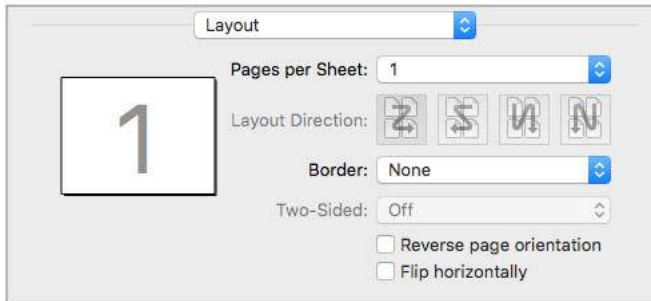 Layout
Pages per Sheet: 1
1
Layout Direction:
Border: None
Two-Sided: Off
Reverse page orientation
Flip horizontally